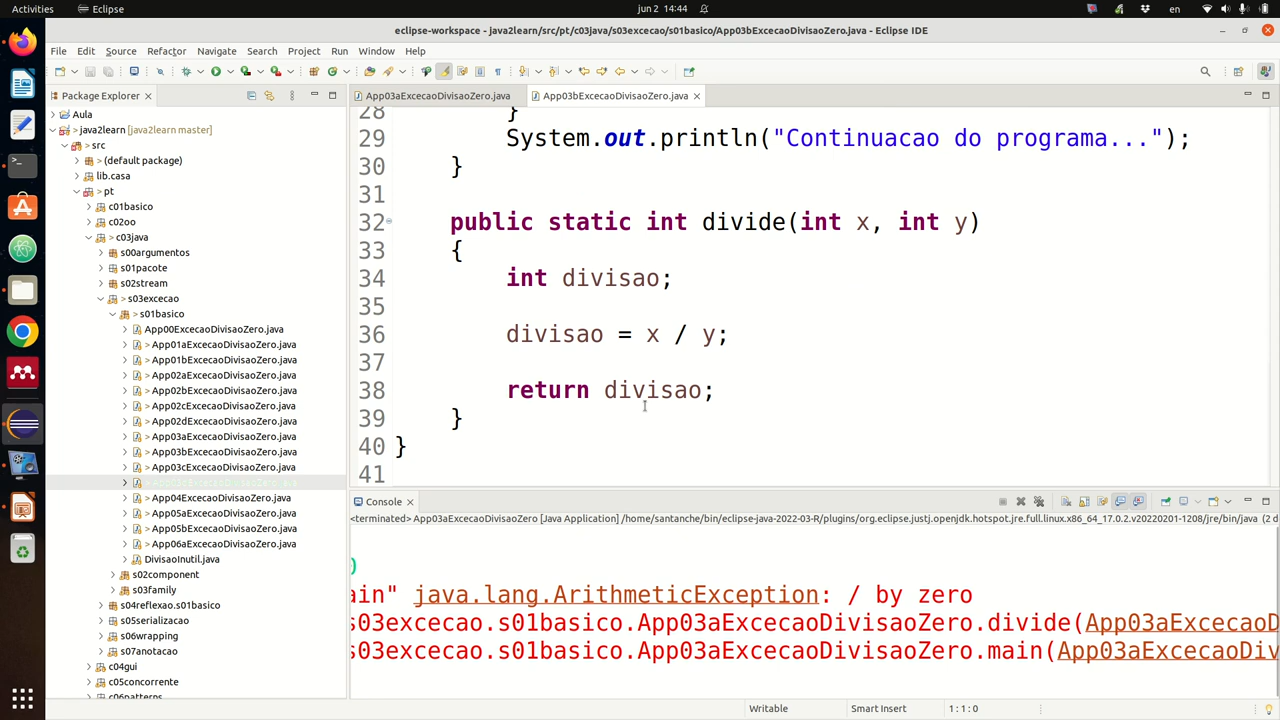 Activities
Eclipse
jun 2 14:44
en
eclipse-workspace - java2learn/src/pt/c03java/s03excecao/s01basico/App03bExcecaoDivisaoZero.java - Eclipse IDE
File Edit Source Refactor Navigate Search Project Run Window Help
Package Explorer
App03aExcecaoDivisaoZero.java
App03bExcecaoDivisaoZero.java
Aula
> java2learn [java2learn master]
> src
> (default package)
> lib.casa
> pt
c01basico
c02oo
> c03java
s00argumentos
s01pacote
s02stream
> s03excecao
> s01basico
App00ExcecaoDivisaoZero.java
> App01aExcecaoDivisaoZero.java
> App01bExcecaoDivisaoZero.java
> App02aExcecaoDivisaoZero.java
> App02bExcecaoDivisaoZero.java
> App02cExcecaoDivisaoZero.java
> App02dExcecaoDivisaoZero.java
> App03aExcecaoDivisaoZero.java
> App03bExcecaoDivisaoZero.java
> App03cExcecaoDivisaoZero.java
> App04ExcecaoDivisaoZero.java
> App05aExcecaoDivisaoZero.java
> App05bExcecaoDivisaoZero.java
> App06aExcecaoDivisaoZero.java
DivisaoInutil.java
> s02component
> s03family
s04reflexao.s01basico
s05serializacao
s06wrapping
s07anotacao
> c04gui
c05concorrente
c06patterns
28 }
29 System.out.println("Continuacao do programa...");
30 }
31
32 public static int divide(int x, int y)
33 {
34 int divisao;
35
36 divisao = x / y;
37
38 return divisao;
39 }
40 }
41
Console
<terminated> App03aExcecaoDivisaoZero [Java Application] /home/santanche/bin/eclipse-java-2022-03-R/plugins/org.eclipse.justj.openjdk.hotspot.jre.full.linux.x86_64_17.0.2.v20220201-1208/jre/bin/java (2 d
)
ain" java.lang.ArithmeticException: / by zero
s03excecao.s01basico.App03aExcecaoDivisaoZero.divide(App03aExcecaoD
s03excecao.s01basico.App03aExcecaoDivisaoZero.main(App03aExcecaoDiv
Writable
Smart Insert
1 : 1 : 0